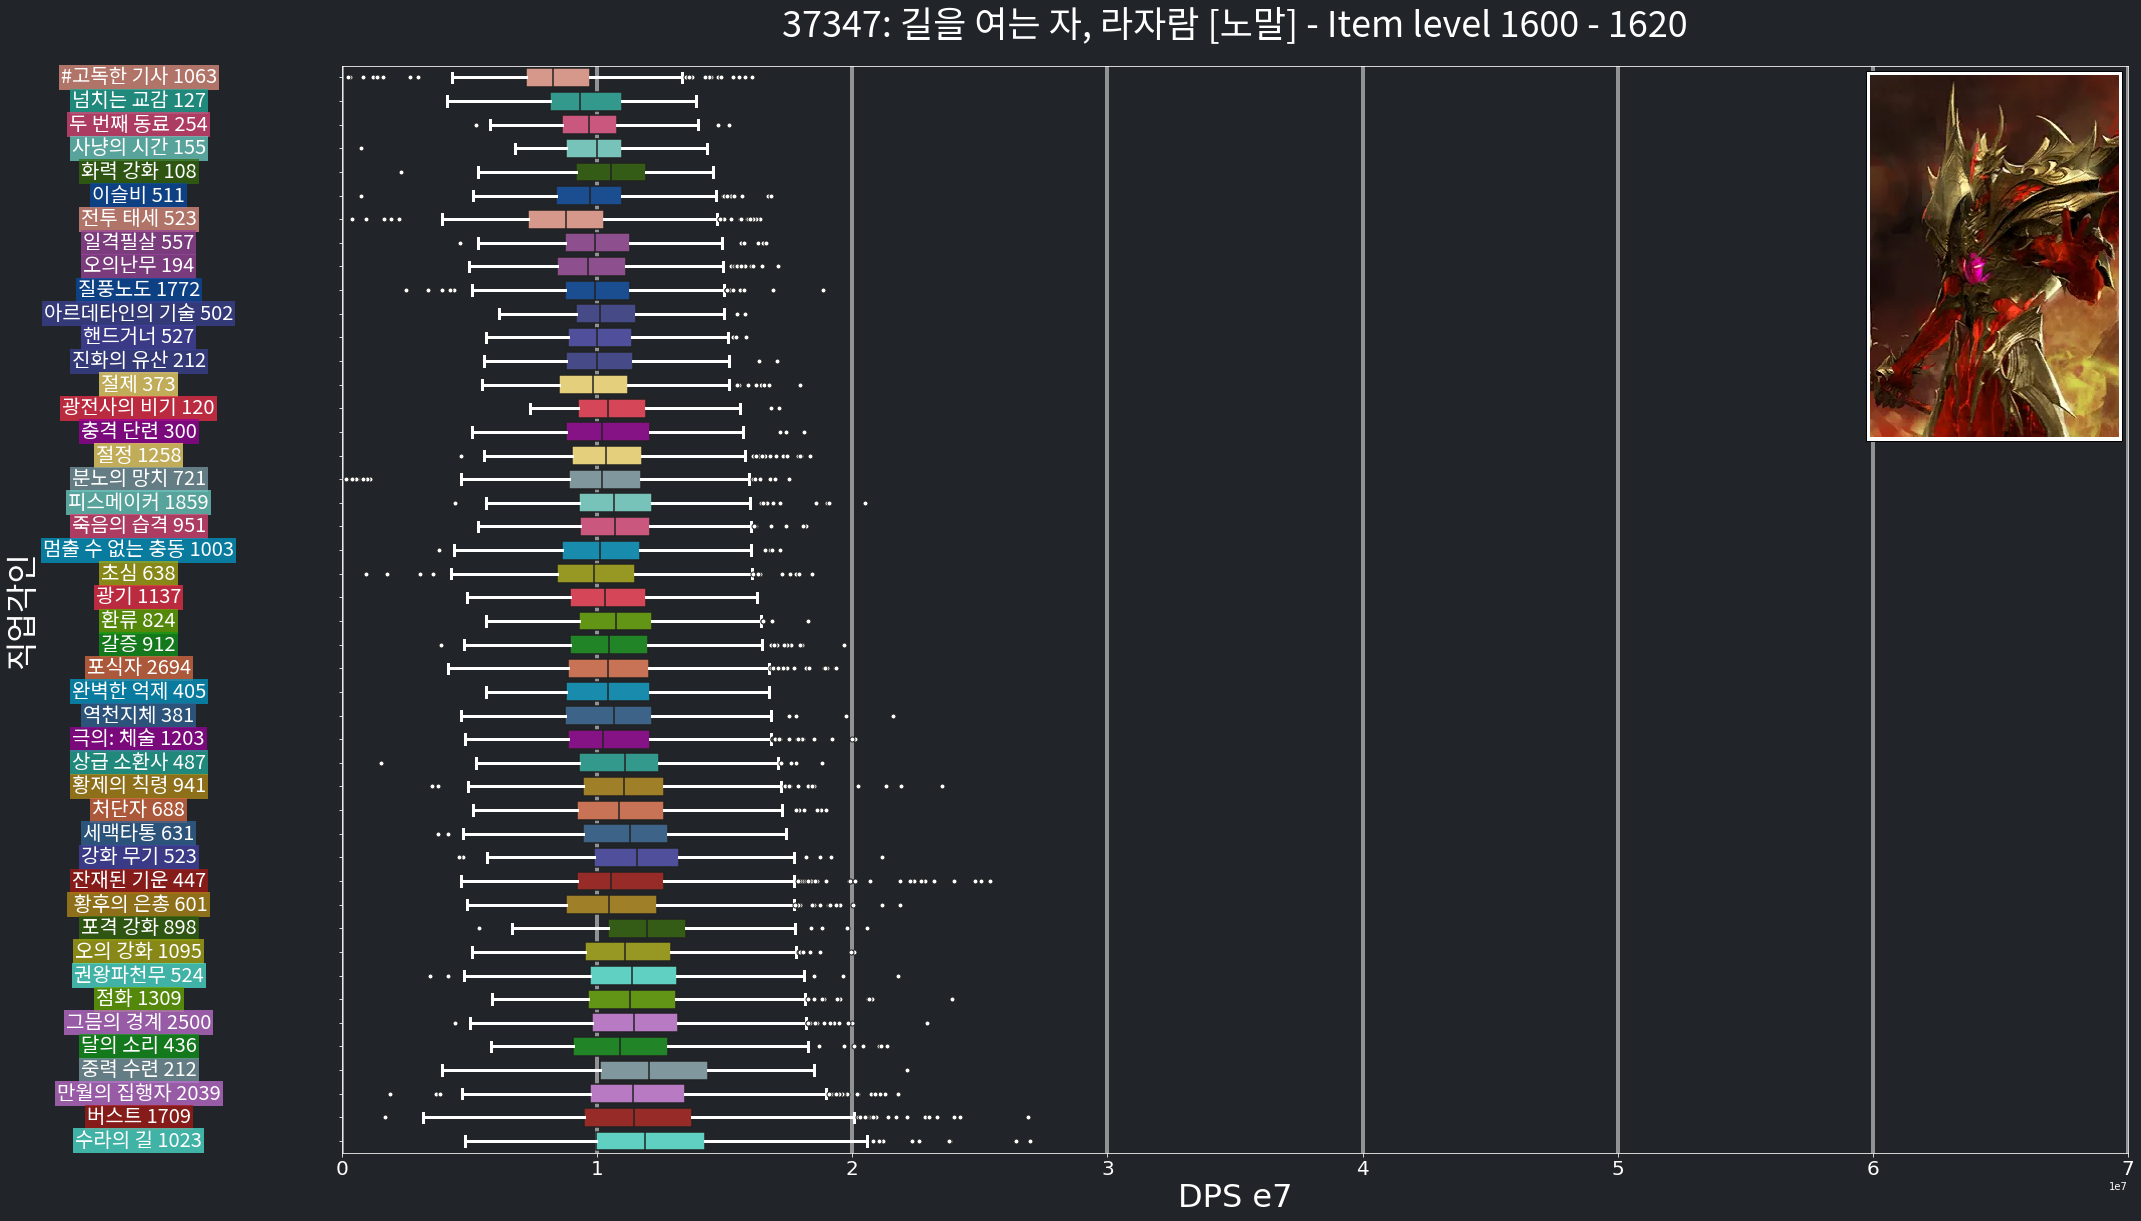 37347: 길을 여는 자, 라자람 [노말] - Item level 1600 - 1620
#고독한 기사 1063
넘치는 교감 127
두 번째 동료 254
사냥의 시간 155
화력 강화 108
이슬비 511
전투 태세 523
일격필살 557
오의난무 194
질풍노도 1772
아르데타인의 기술 502
핸드거너 527
진화의 유산 212
절제 373
광전사의 비기 120
충격 단련 300
절정 1258
분노의 망치 721
피스메이커 1859
죽음의 습격 951
멈출 수 없는 충동 1003
초심 638
광기 1137
환류 824
갈증 912
포식자 2694
완벽한 억제 405
역천지체 381
극의: 체술 1203
상급 소환사 487
황제의 칙령 941
처단자 688
세맥타통 631
강화 무기 523
잔재된 기운 447
황후의 은총 601
포격 강화 898
오의 강화 1095
권왕파천무 524
점화 1309
그믐의 경계 2500
달의 소리 436
중력 수련 212
만월의 집행자 2039
버스트 1709
수라의 길 1023
직업각인
0 1 2 3 4 5 6 7
1e7
DPS e7